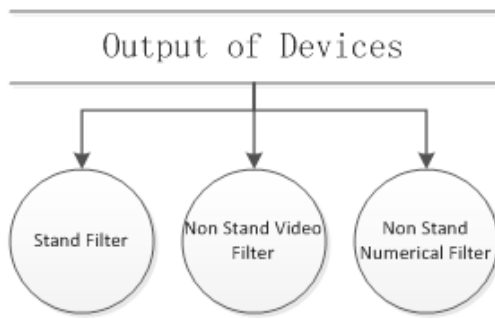 Output of Devices
Stand Filter
Non Stand Video
Filter
Non Stand
Numerical Filter